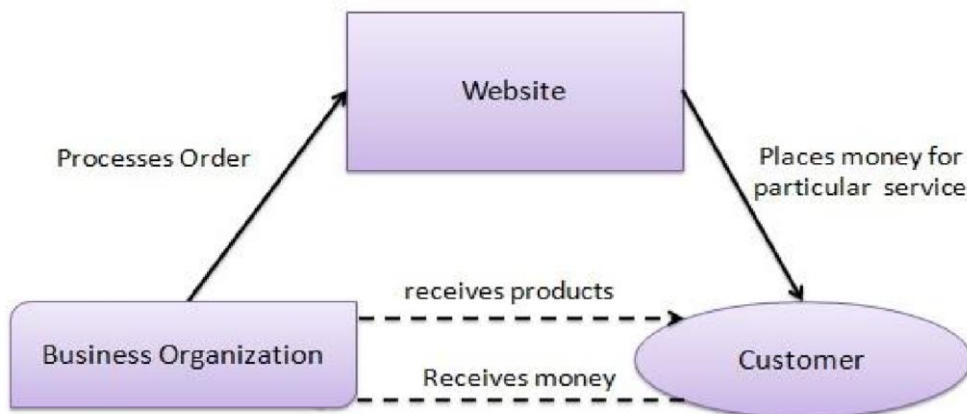 Website
Processes Order
Places money for
particular service
receives products
Business Organization
Customer
Receives money